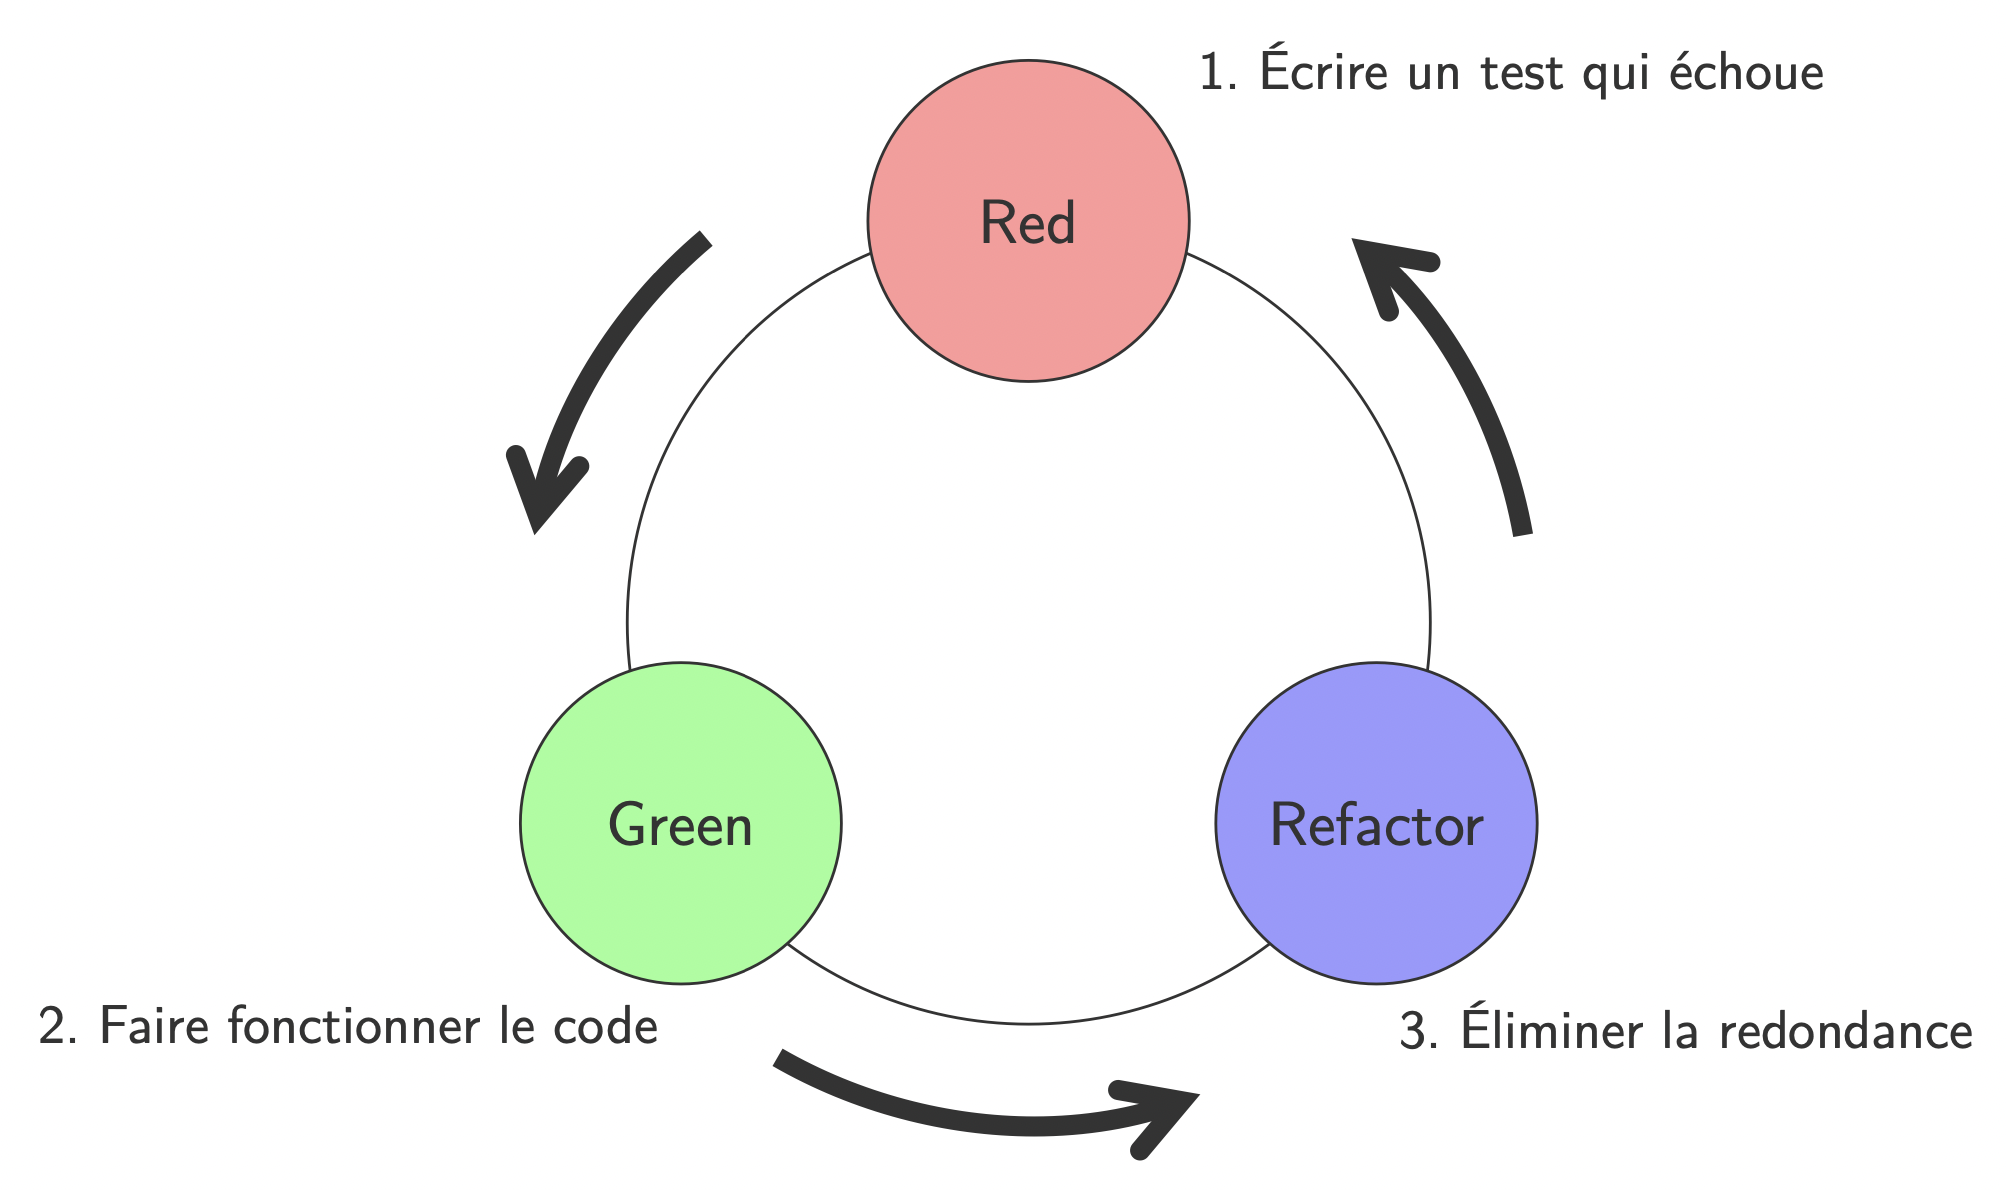 1. Écrire un test qui échoue
Red
Green
Refactor
2. Faire fonctionner le code
3. Éliminer la redondance